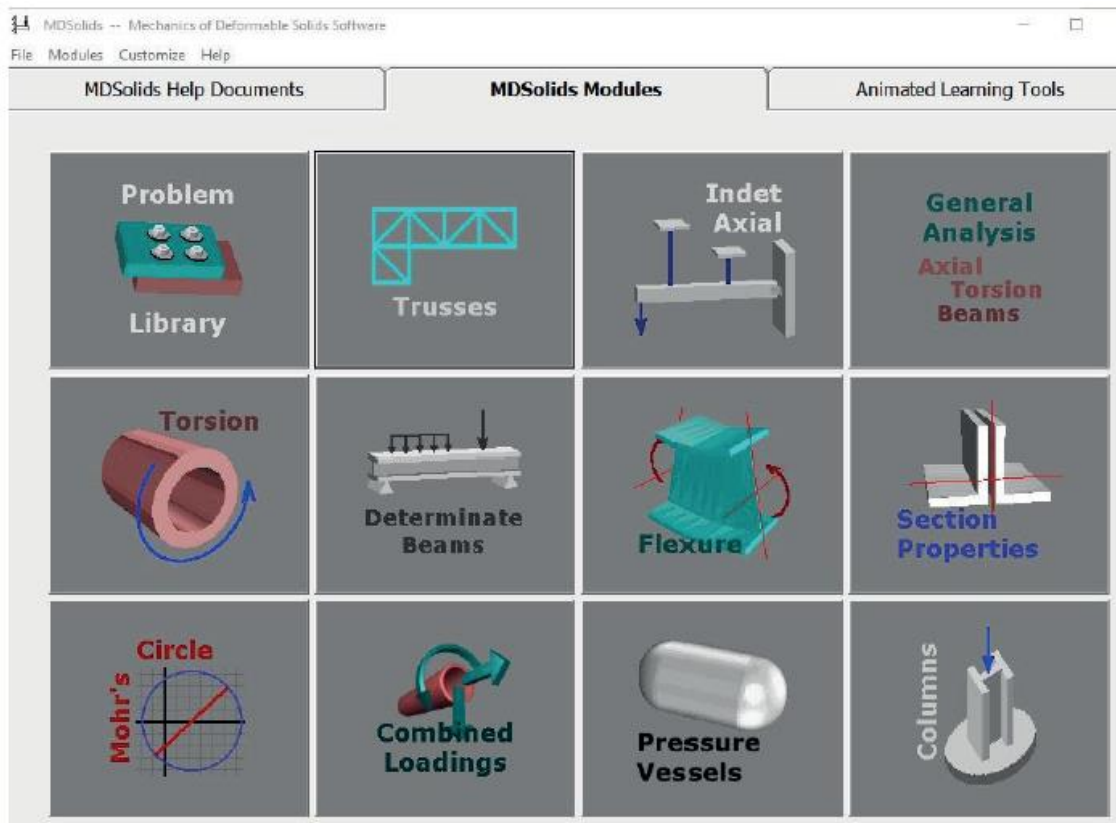 MDSolids -- Mechanics of Deformable Solids Software
File Modules Customize Help
MDSolids Help Documents
MDSolids Modules
Animated Learning Tools
Problem
Library
Trusses
Indet
Axial
General
Analysis
Axial
Torsion
Beams
Torsion
Determinate
Beams
Flexure
Section
Properties
Mohr's
Circle
Combined
Loadings
Pressure
Vessels
Columns